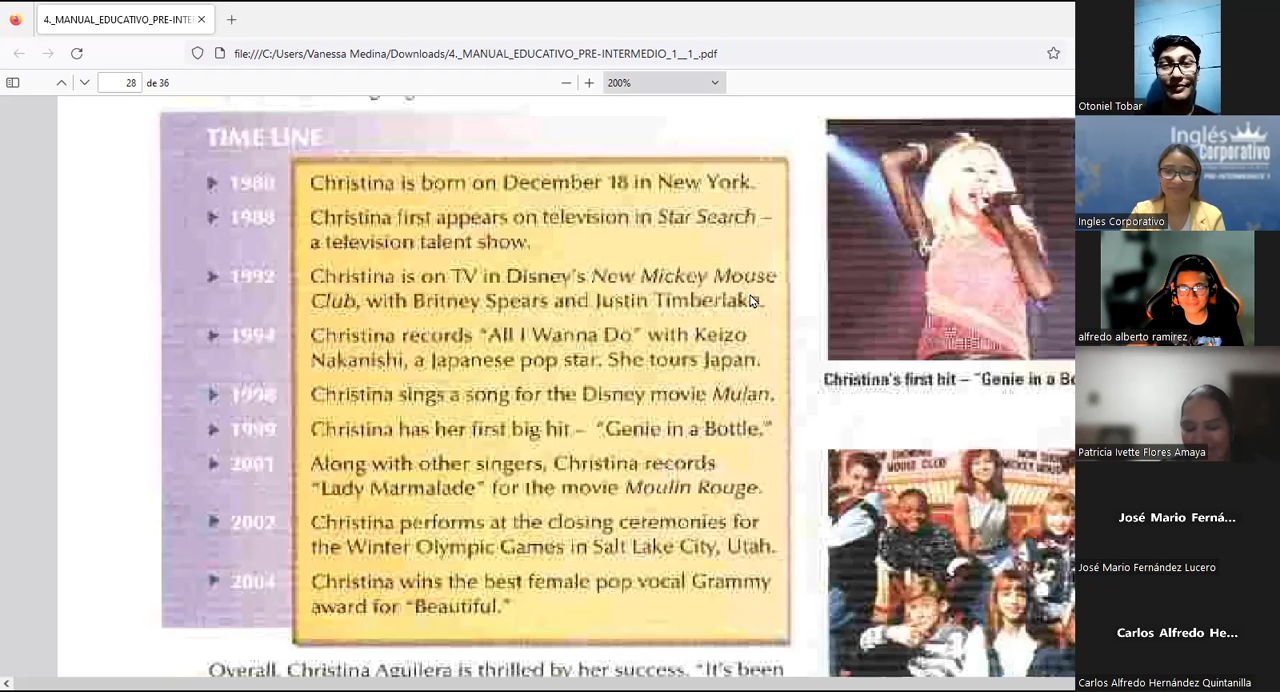 4._MANUAL_EDUCATIVO_PRE-INTE
file:///C:/Users/Vanessa Medina/Downloads/4._MANUAL_EDUCATIVO_PRE-INTERMEDIO_1__1_.pdf
28 de 36
200%
TIME LINE
1980 Christina is born on December 18 in New York.
1988 Christina first appears on television in Star Search –
a television talent show.
1992 Christina is on TV in Disney's New Mickey Mouse
Club, with Britney Spears and Justin Timberlake.
1994 Christina records "All I Wanna Do" with Keizo
Nakanishi, a Japanese pop star. She tours Japan.
1998 Christina sings a song for the Disney movie Mulan.
1999 Christina has her first big hit – "Genie in a Bottle."
2001 Along with other singers, Christina records
"Lady Marmalade" for the movie Moulin Rouge.
2002 Christina performs at the closing ceremonies for
the Winter Olympic Games in Salt Lake City, Utah.
2004 Christina wins the best female pop vocal Grammy
award for "Beautiful."
Overall, Christina Aguilera is thrilled by her success. "It's been
Christina's first hit – "Genie in a Bo
Otoniel Tobar
Inglés
Corporativo
PRE-INTERMEDIATE 1
Ingles Corporativo
alfredo alberto ramirez
Patricia Ivette Flores Amaya
José Mario Ferná...
José Mario Fernández Lucero
Carlos Alfredo He...
Carlos Alfredo Hernández Quintanilla